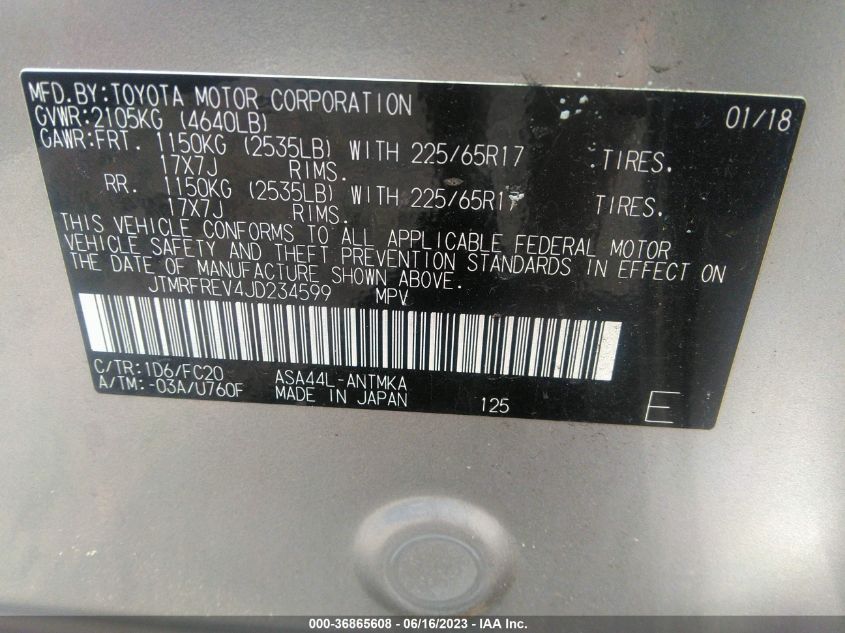 MFD.BY:TOYOTA MOTOR CORPORATION 01/18
GVWR:2105KG (4640LB)
GAWR:FRT. 1150KG (2535LB) WITH 225/65R17 TIRES.
17X7J RIMS.
RR. 1150KG (2535LB) WITH 225/65R17 TIRES.
17X7J RIMS.
THIS VEHICLE CONFORMS TO ALL APPLICABLE FEDERAL MOTOR
VEHICLE SAFETY AND THEFT PREVENTION STANDARDS IN EFFECT ON
THE DATE OF MANUFACTURE SHOWN ABOVE.
JTMRFREV4JD234599 MPV
C/TR:1D6/FC20 ASA44L-ANTMKA
A/TM:-03A/U760F MADE IN JAPAN 125 E
000-36865608 - 06/16/2023 - IAA Inc.